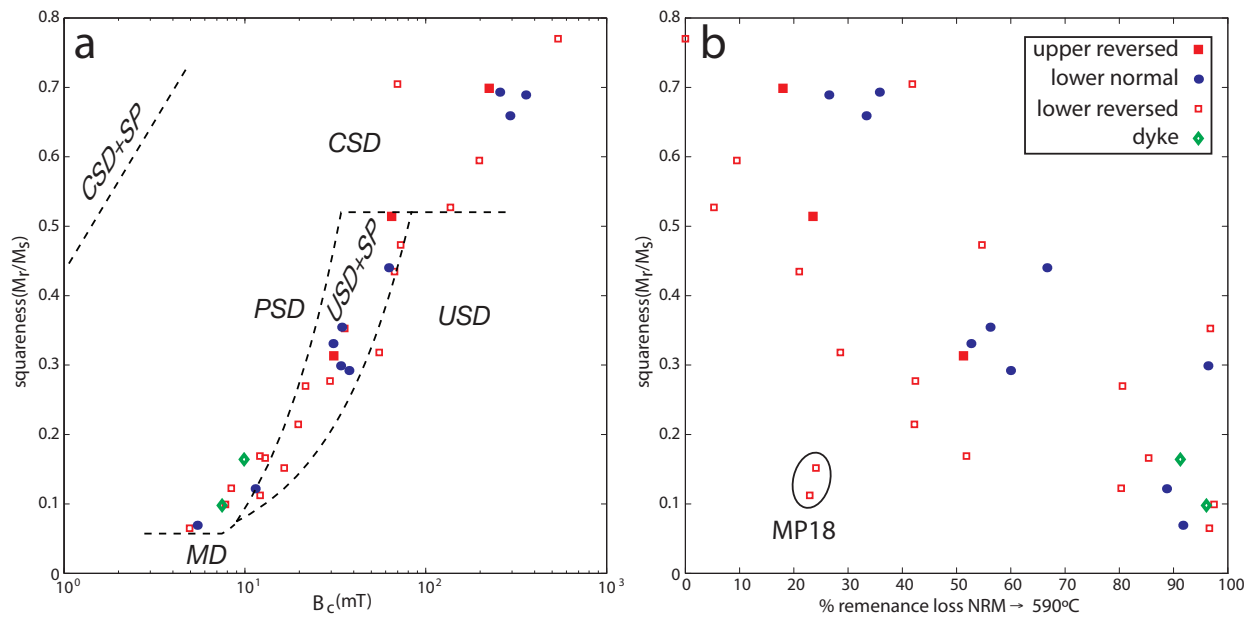 a
0.8
0.7
0.6
0.5
0.4
0.3
0.2
0.1
0
squareness(Mr/Ms)
CSD+SP
CSD
PSD
USD+SP
USD
MD
10^0
10^1
10^2
10^3
Bc(mT)
b
0.8
0.7
0.6
0.5
0.4
0.3
0.2
0.1
0
squareness(Mr/Ms)
upper reversed
lower normal
lower reversed
dyke
MP18
0 10 20 30 40 50 60 70 80 90 100
% remenance loss NRM → 590ºC